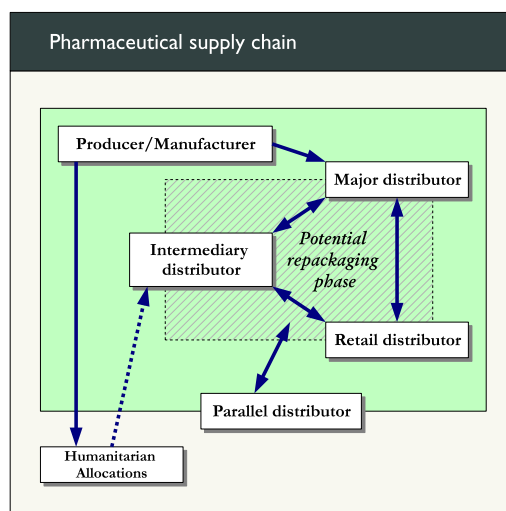 Pharmaceutical supply chain
Producer/Manufacturer
Major distributor
Intermediary
distributor
Potential
repackaging
phase
Retail distributor
Parallel distributor
Humanitarian
Allocations